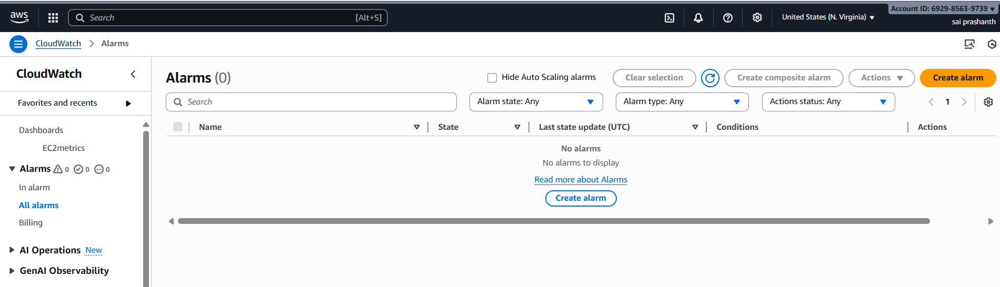 aws
Search [Alt+S]
United States (N. Virginia)
Account ID: 6929-8563-9739
sai prashanth
CloudWatch > Alarms
CloudWatch
Favorites and recents
Dashboards
EC2metrics
Alarms 0 0 0
In alarm
All alarms
Billing
AI Operations New
GenAI Observability
Alarms (0)
Hide Auto Scaling alarms
Clear selection
Create composite alarm
Actions
Create alarm
Search
Alarm state: Any
Alarm type: Any
Actions status: Any
1
Name State Last state update (UTC) Conditions Actions
No alarms
No alarms to display
Read more about Alarms
Create alarm